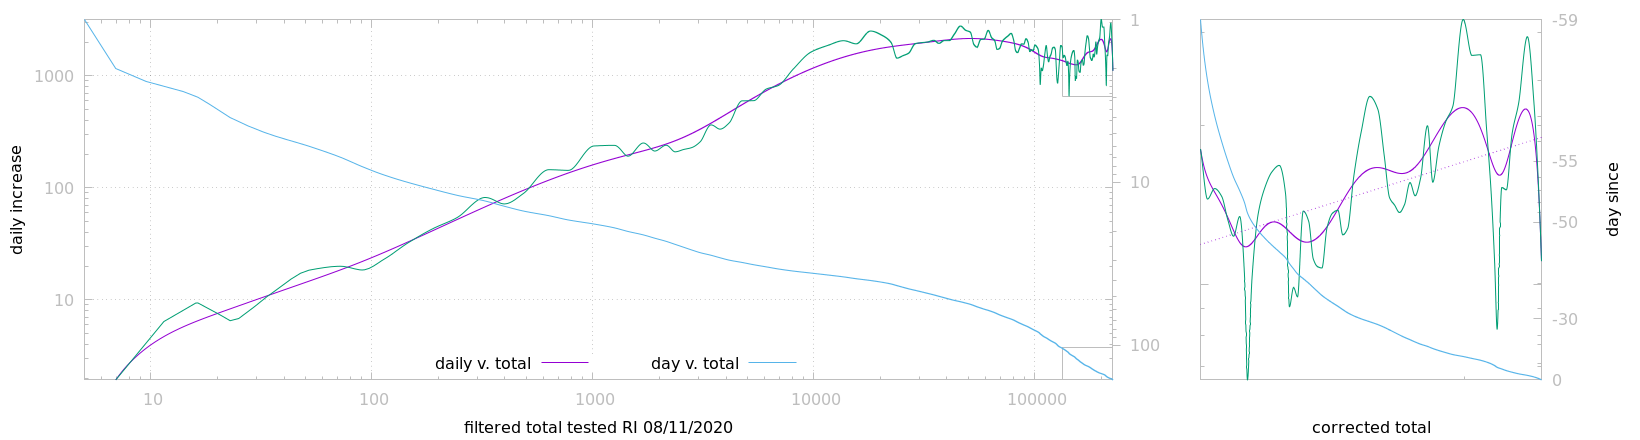 1000
100
10
daily increase
daily v. total
day v. total
10
100
1000
10000
100000
filtered total tested RI 08/11/2020
1
10
100
-59
-55
-50
-30
0
day since
corrected total